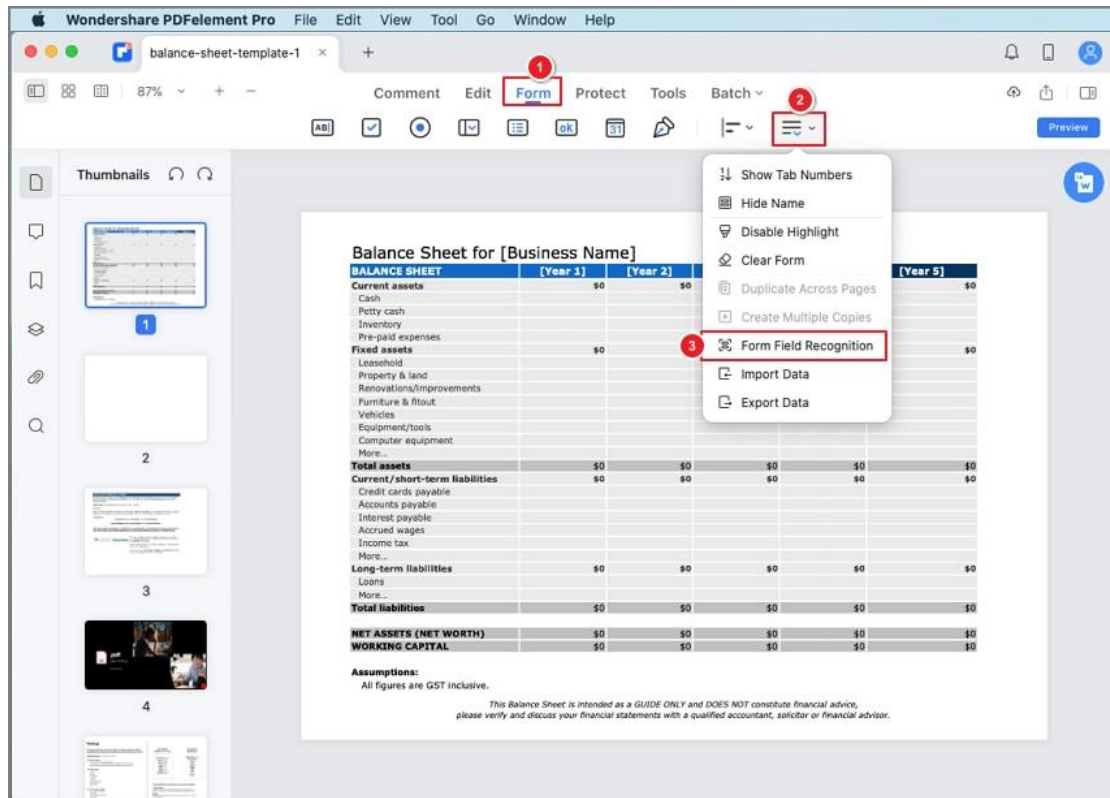 Wondershare PDFelement Pro File Edit View Tool Go Window Help
balance-sheet-template-1
1
87% Comment Edit Form Protect Tools Batch
2
AB ok 31 Preview
Thumbnails
Show Tab Numbers
Hide Name
Disable Highlight
Clear Form
Duplicate Across Pages
Create Multiple Copies
3 Form Field Recognition
Import Data
Export Data
W
1
2
3
4
Balance Sheet for [Business Name]
BALANCE SHEET [Year 1] [Year 2] [Year 5]
Current assets $0 $0 $0
Cash
Petty cash
Inventory
Pre-paid expenses
Fixed assets $0 $0
Leasehold
Property & land
Renovations/improvements
Furniture & fitout
Vehicles
Equipment/tools
Computer equipment
More...
Total assets $0 $0 $0 $0 $0
Current/short-term liabilities $0 $0 $0 $0 $0
Credit cards payable
Accounts payable
Interest payable
Accrued wages
Income tax
More...
Long-term liabilities $0 $0 $0 $0 $0
Loans
More...
Total liabilities $0 $0 $0 $0 $0
NET ASSETS (NET WORTH) $0 $0 $0 $0 $0
WORKING CAPITAL $0 $0 $0 $0 $0
Assumptions:
All figures are GST inclusive.
This Balance Sheet is intended as a GUIDE ONLY and DOES NOT constitute financial advice,
please verify and discuss your financial statements with a qualified accountant, solicitor or financial advisor.